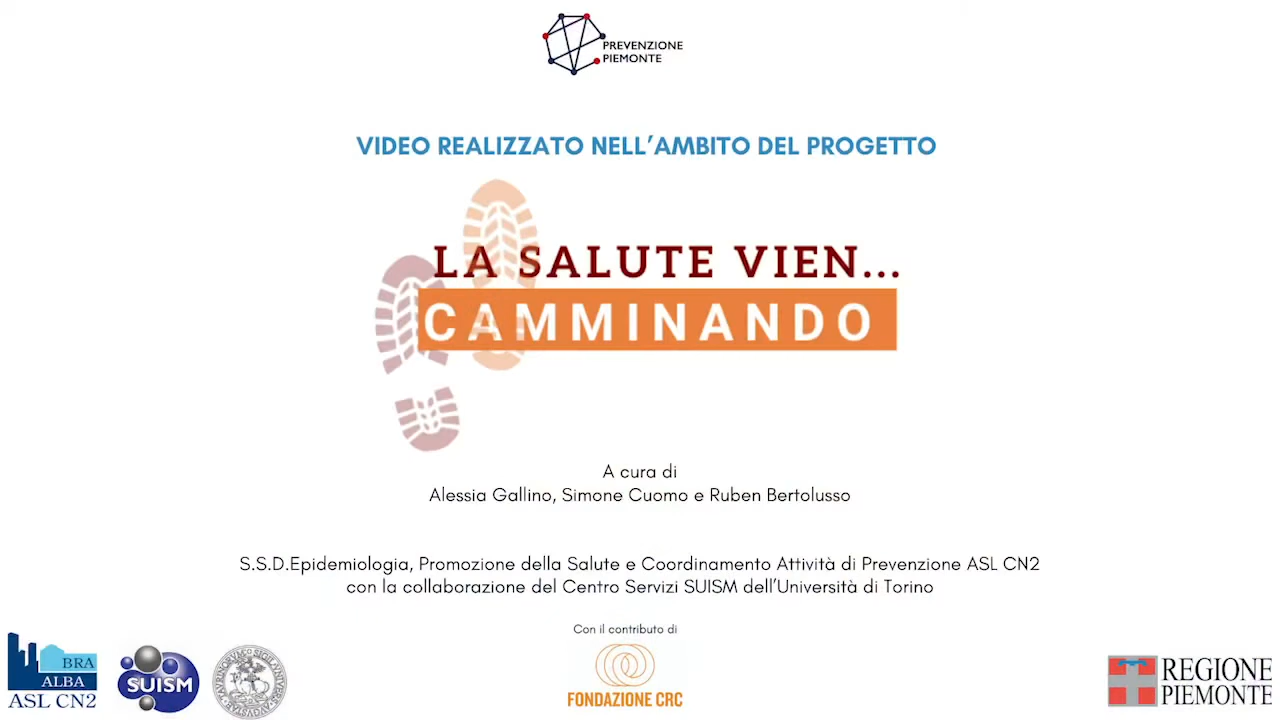 PREVENZIONE
PIEMONTE
VIDEO REALIZZATO NELL’AMBITO DEL PROGETTO
LA SALUTE VIEN...
CAMMINANDO
A cura di
Alessia Gallino, Simone Cuomo e Ruben Bertolusso
S.S.D.Epidemiologia, Promozione della Salute e Coordinamento Attività di Prevenzione ASL CN2
con la collaborazione del Centro Servizi SUISM dell’Università di Torino
Con il contributo di
FONDAZIONE CRC
BRA
ALBA
ASL CN2
SUISM
REGIONE
PIEMONTE